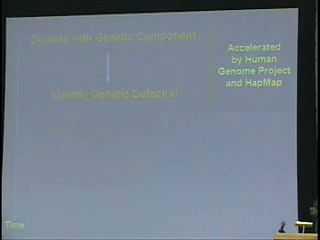 Disease with Genetic Component
Accelerated
by Human
Genome Project
and HapMap
Identify Genetic Defect(s)
Time